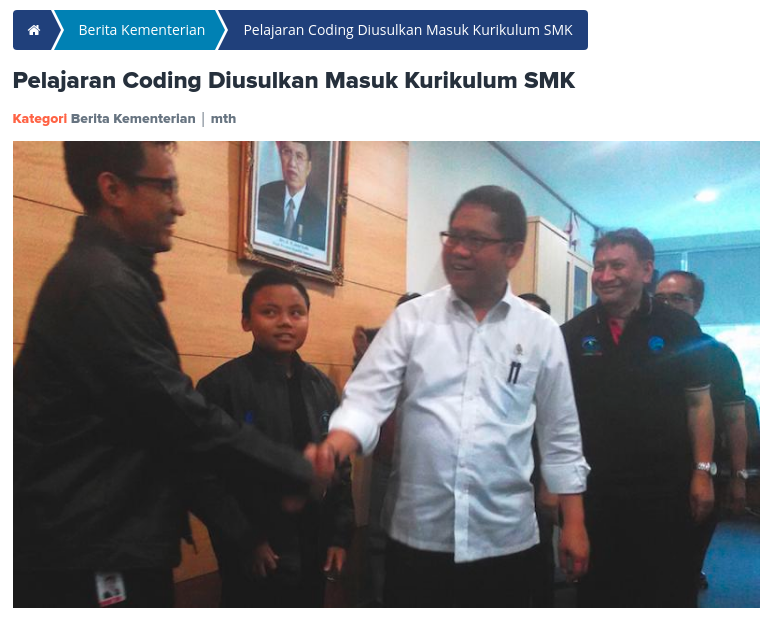 Berita Kementerian
Pelajaran Coding Diusulkan Masuk Kurikulum SMK
Pelajaran Coding Diusulkan Masuk Kurikulum SMK
Kategori Berita Kementerian | mth